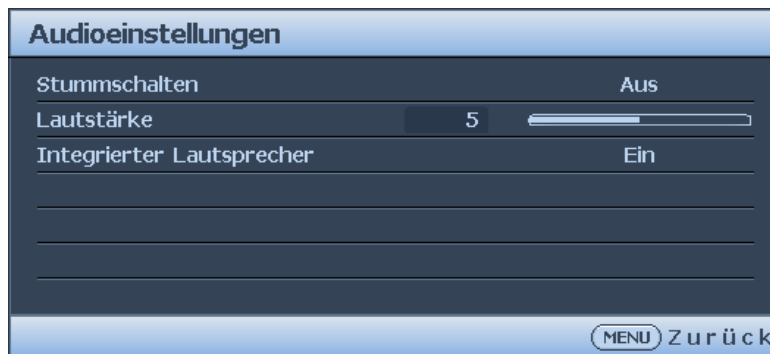 Audioeinstellungen
Stummschalten Aus
Lautstärke 5
Integrierter Lautsprecher Ein
MENU Zurück